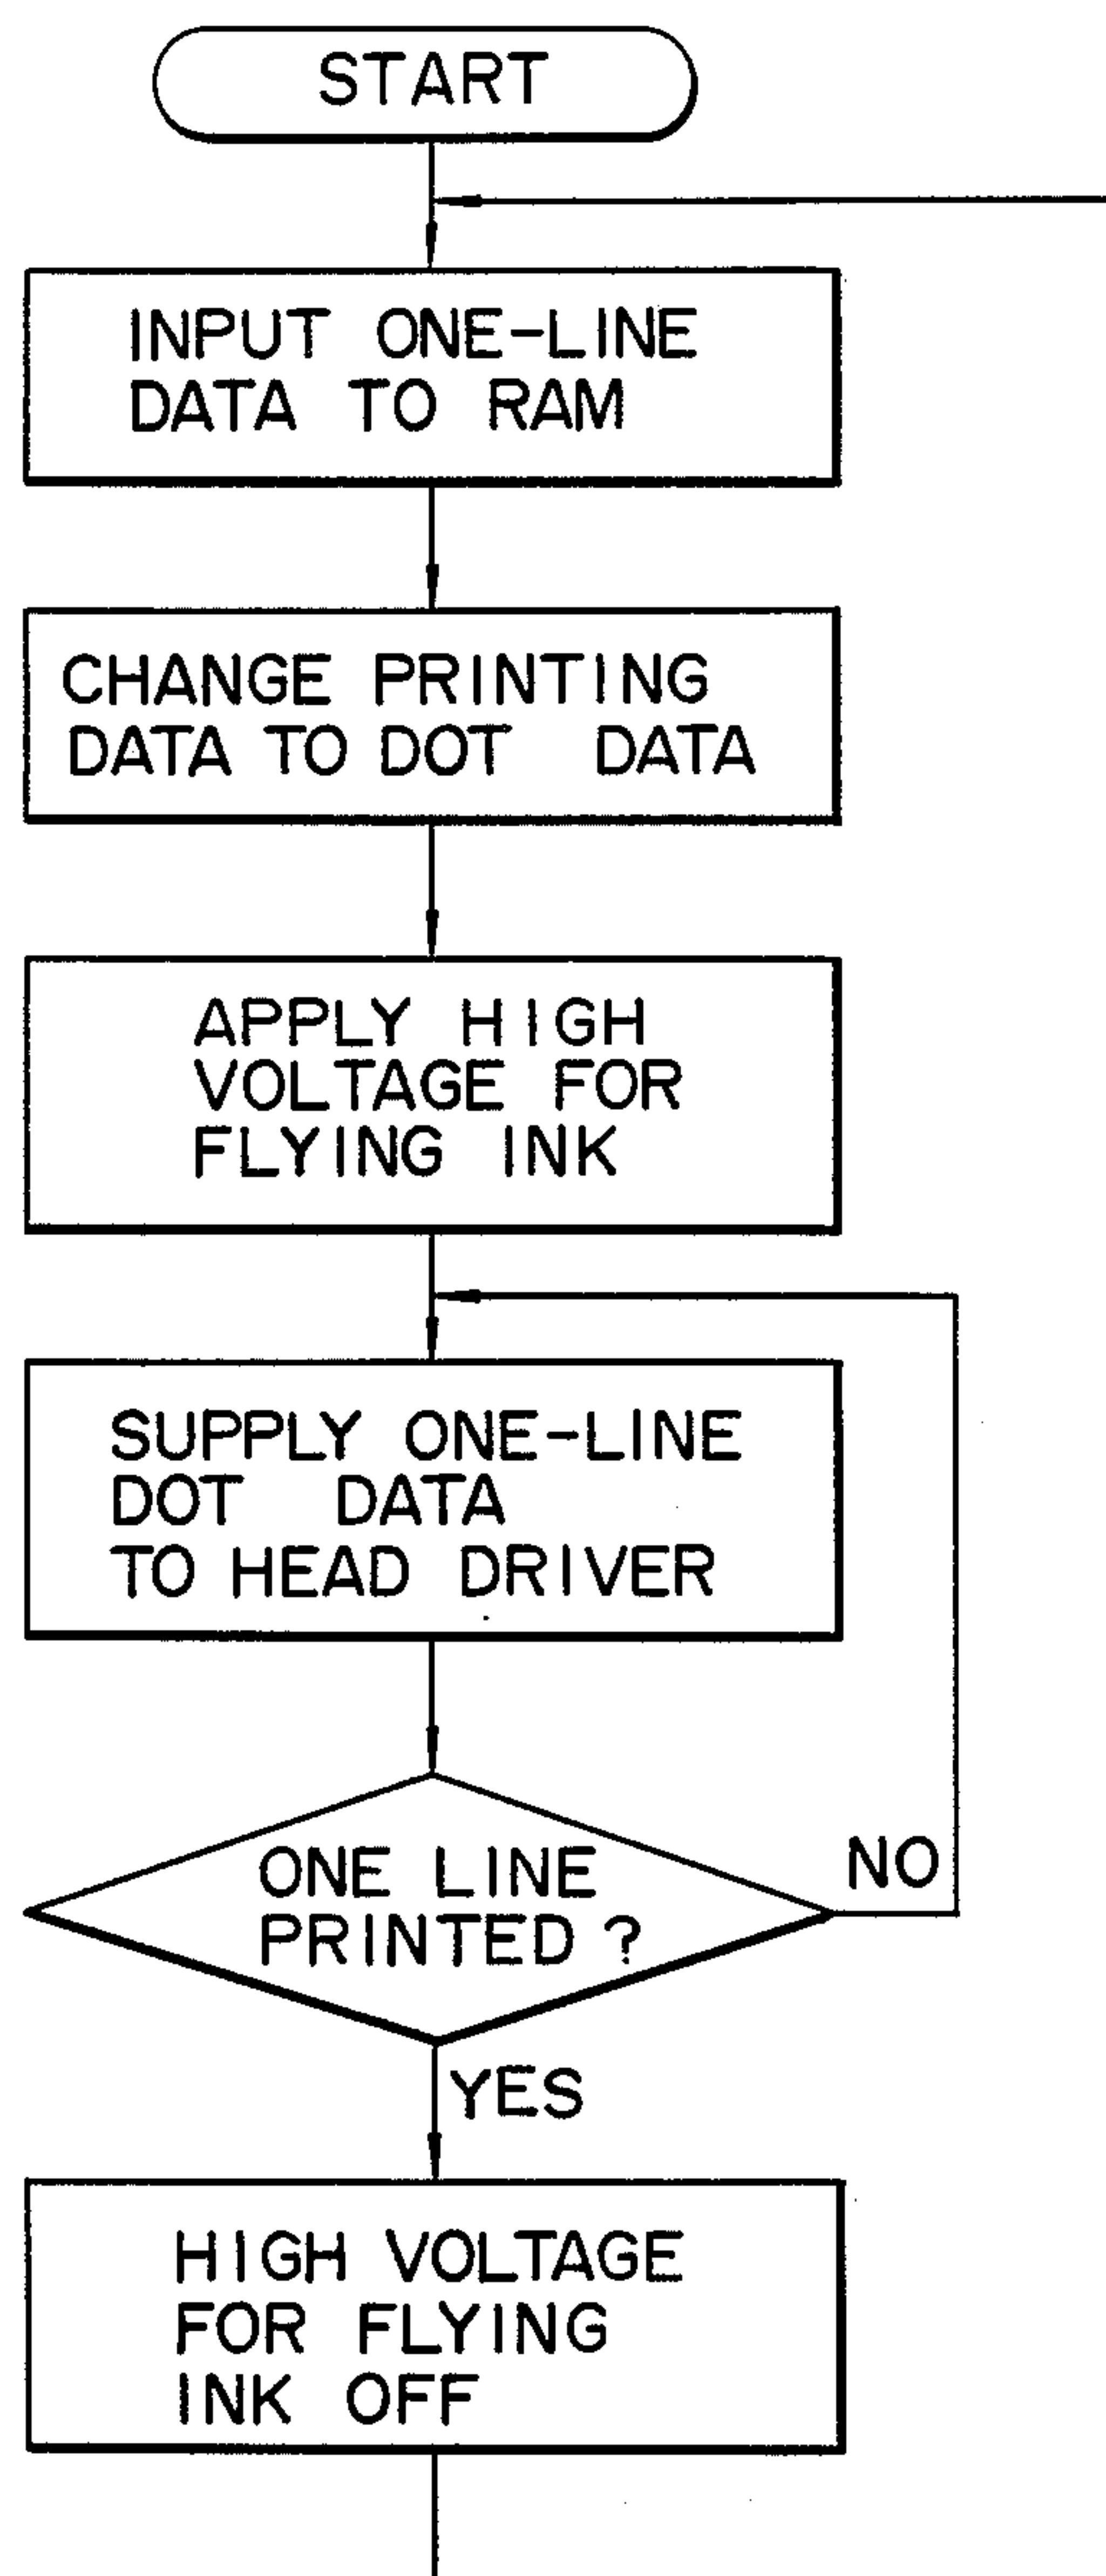 START
INPUT ONE-LINE
DATA TO RAM
CHANGE PRINTING
DATA TO DOT DATA
APPLY HIGH
VOLTAGE FOR
FLYING INK
SUPPLY ONE-LINE
DOT DATA
TO HEAD DRIVER
ONE LINE
PRINTED ?
NO
YES
HIGH VOLTAGE
FOR FLYING
INK OFF